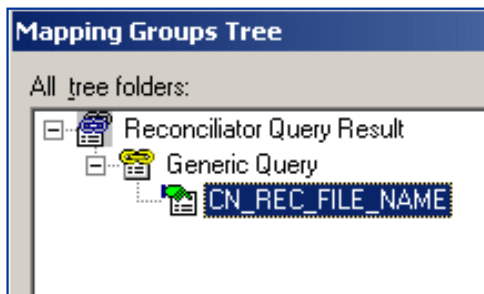 Mapping Groups Tree
All tree folders:
Reconciliator Query Result
Generic Query
CN_REC_FILE_NAME